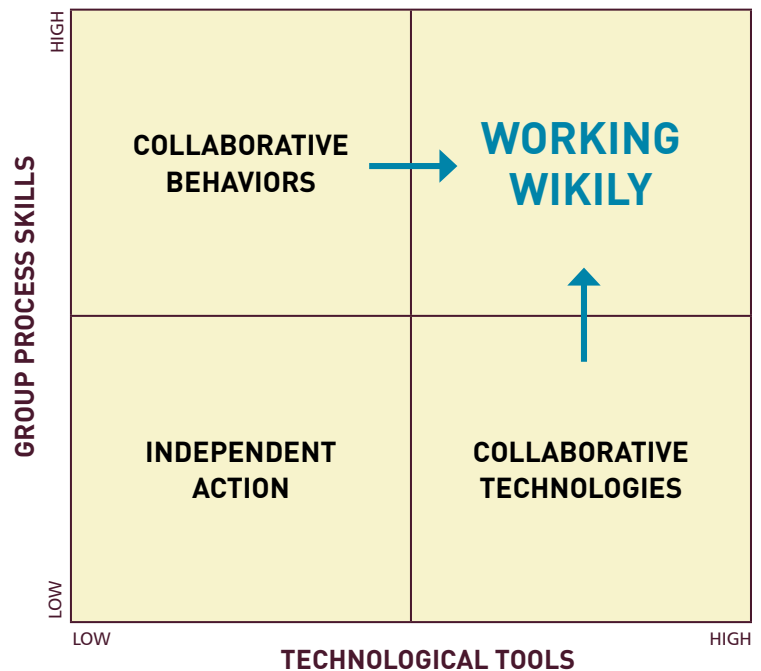 HIGH
GROUP PROCESS SKILLS
LOW
COLLABORATIVE
BEHAVIORS
WORKING
WIKILY
INDEPENDENT
ACTION
COLLABORATIVE
TECHNOLOGIES
LOW
HIGH
TECHNOLOGICAL TOOLS